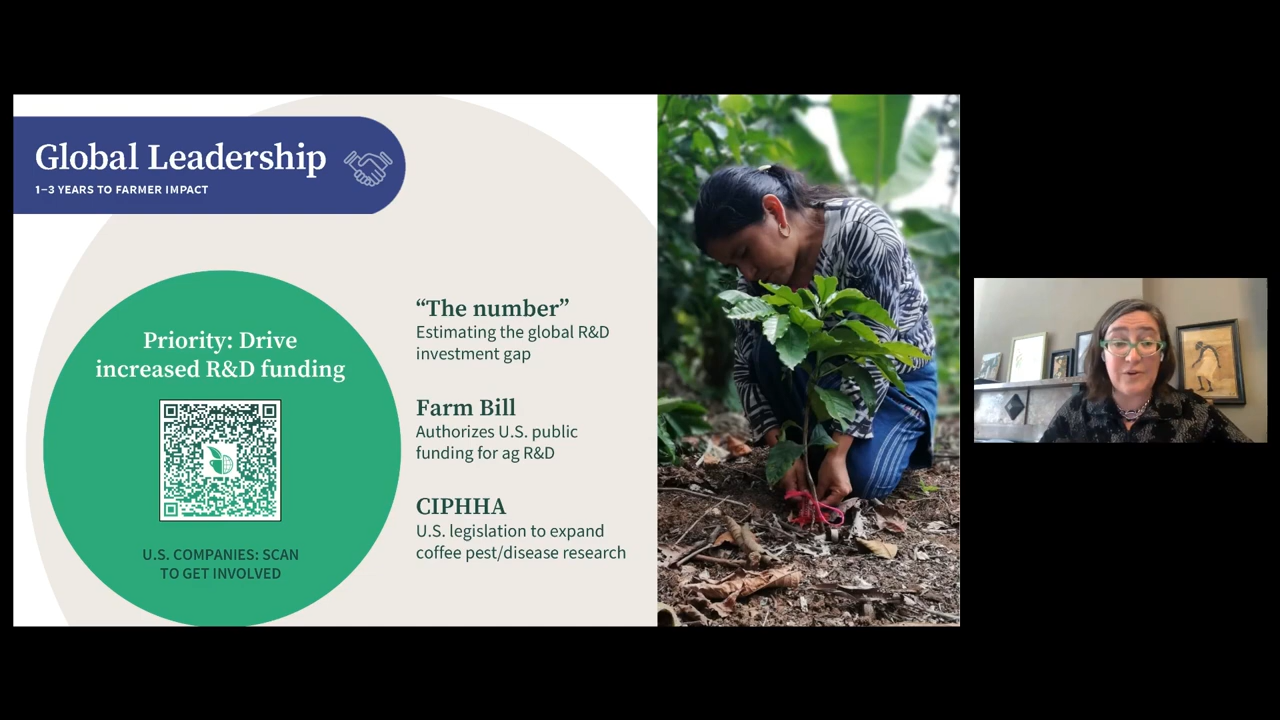 Global Leadership
1–3 YEARS TO FARMER IMPACT
Priority: Drive
increased R&D funding
U.S. COMPANIES: SCAN
TO GET INVOLVED
“The number”
Estimating the global R&D
investment gap
Farm Bill
Authorizes U.S. public
funding for ag R&D
CIPHHA
U.S. legislation to expand
coffee pest/disease research